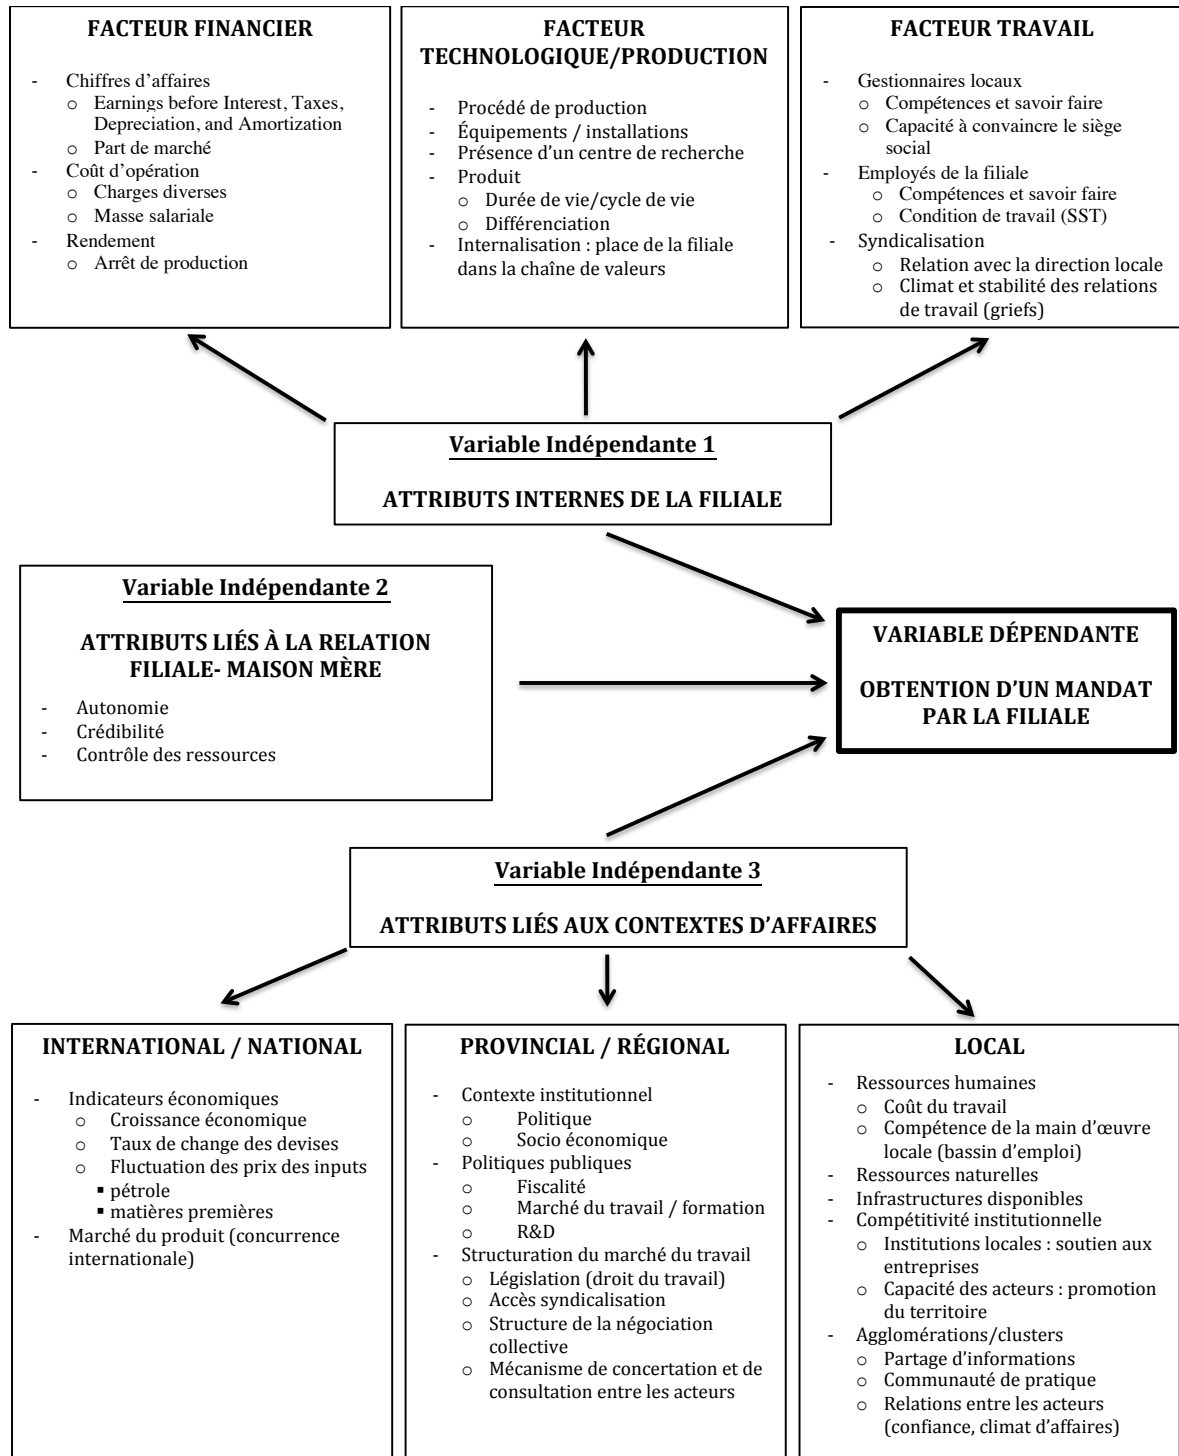 FACTEUR FINANCIER
- Chiffres d’affaires
o Earnings before Interest, Taxes,
Depreciation, and Amortization
o Part de marché
- Coût d’opération
o Charges diverses
o Masse salariale
- Rendement
o Arrêt de production
FACTEUR
TECHNOLOGIQUE/PRODUCTION
- Procédé de production
- Équipements / installations
- Présence d’un centre de recherche
- Produit
o Durée de vie/cycle de vie
o Différenciation
- Internalisation : place de la filiale
dans la chaîne de valeurs
FACTEUR TRAVAIL
- Gestionnaires locaux
o Compétences et savoir faire
o Capacité à convaincre le siège
social
- Employés de la filiale
o Compétences et savoir faire
o Condition de travail (SST)
- Syndicalisation
o Relation avec la direction locale
o Climat et stabilité des relations
de travail (griefs)
Variable Indépendante 1
ATTRIBUTS INTERNES DE LA FILIALE
Variable Indépendante 2
ATTRIBUTS LIÉS À LA RELATION
FILIALE- MAISON MÈRE
- Autonomie
- Crédibilité
- Contrôle des ressources
VARIABLE DÉPENDANTE
OBTENTION D’UN MANDAT
PAR LA FILIALE
Variable Indépendante 3
ATTRIBUTS LIÉS AUX CONTEXTES D’AFFAIRES
INTERNATIONAL / NATIONAL
- Indicateurs économiques
o Croissance économique
o Taux de change des devises
o Fluctuation des prix des inputs
▪ pétrole
▪ matières premières
- Marché du produit (concurrence
internationale)
PROVINCIAL / RÉGIONAL
- Contexte institutionnel
o Politique
o Socio économique
- Politiques publiques
o Fiscalité
o Marché du travail / formation
o R&D
- Structuration du marché du travail
o Législation (droit du travail)
o Accès syndicalisation
o Structure de la négociation
collective
o Mécanisme de concertation et de
consultation entre les acteurs
LOCAL
- Ressources humaines
o Coût du travail
o Compétence de la main d’œuvre
locale (bassin d’emploi)
- Ressources naturelles
- Infrastructures disponibles
- Compétitivité institutionnelle
o Institutions locales : soutien aux
entreprises
o Capacité des acteurs : promotion
du territoire
- Agglomérations/clusters
o Partage d’informations
o Communauté de pratique
o Relations entre les acteurs
(confiance, climat d’affaires)